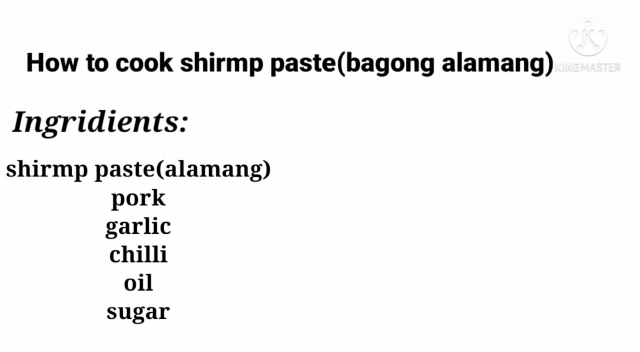 How to cook shirmp paste(bagong alamang)
KINEMASTER
Ingridients:
shirmp paste(alamang)
pork
garlic
chilli
oil
sugar